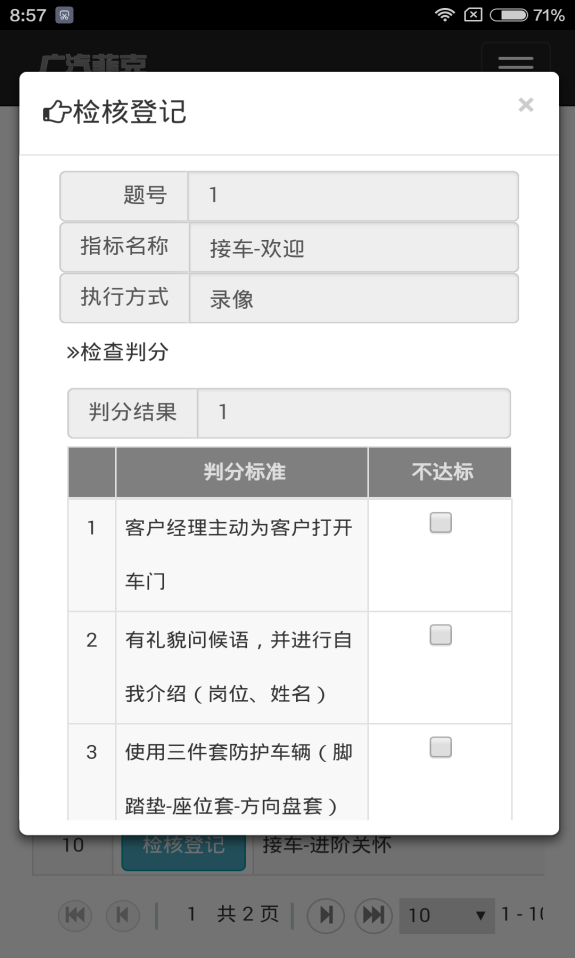 8:57 71%
广汽菲克
检核登记 ×
题号 1
指标名称 接车-欢迎
执行方式 录像
»检查判分
判分结果 1
判分标准 不达标
1 客户经理主动为客户打开
车门
2 有礼貌问候语，并进行自
我介绍（岗位、姓名）
3 使用三件套防护车辆（脚
踏垫-座位套-方向盘套）
10 检核登记 接车-进阶关怀
1 共 2 页 10 1 - 10